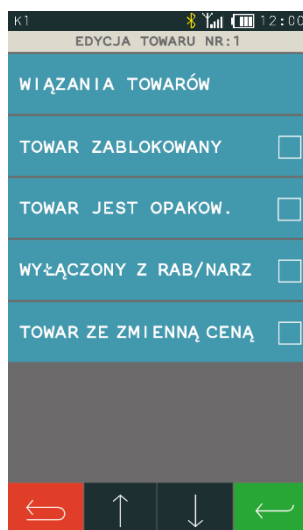 K1 12:00
EDYCJA TOWARU NR:1
WIĄZANIA TOWARÓW
TOWAR ZABLOKOWANY
TOWAR JEST OPAKOW.
WYŁĄCZONY Z RAB/NARZ
TOWAR ZE ZMIENNĄ CENĄ